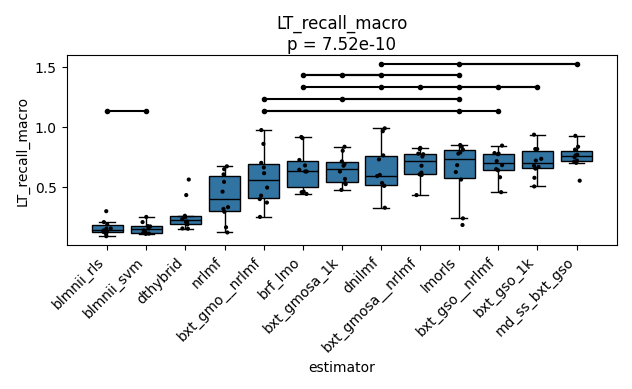 LT_recall_macro
p = 7.52e-10
LT_recall_macro
1.5
1.0
0.5
blmnii_rls
blmnii_svm
dthybrid
nrlmf
bxt_gmo__nrlmf
brf_lmo
bxt_gmosa_1k
dnilmf
bxt_gmosa__nrlmf
lmorls
bxt_gso__nrlmf
bxt_gso_1k
md_ss_bxt_gso
estimator